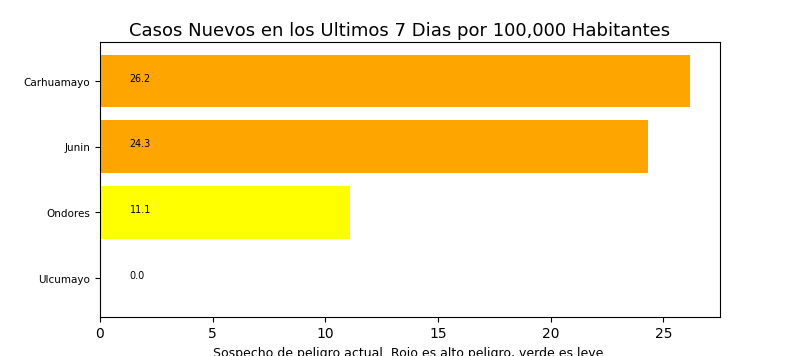 Casos Nuevos en los Ultimos 7 Dias por 100,000 Habitantes
Carhuamayo 26.2
Junin 24.3
Ondores 11.1
Ulcumayo 0.0
0 5 10 15 20 25
Sospecho de peligro actual. Rojo es alto peligro, verde es leve